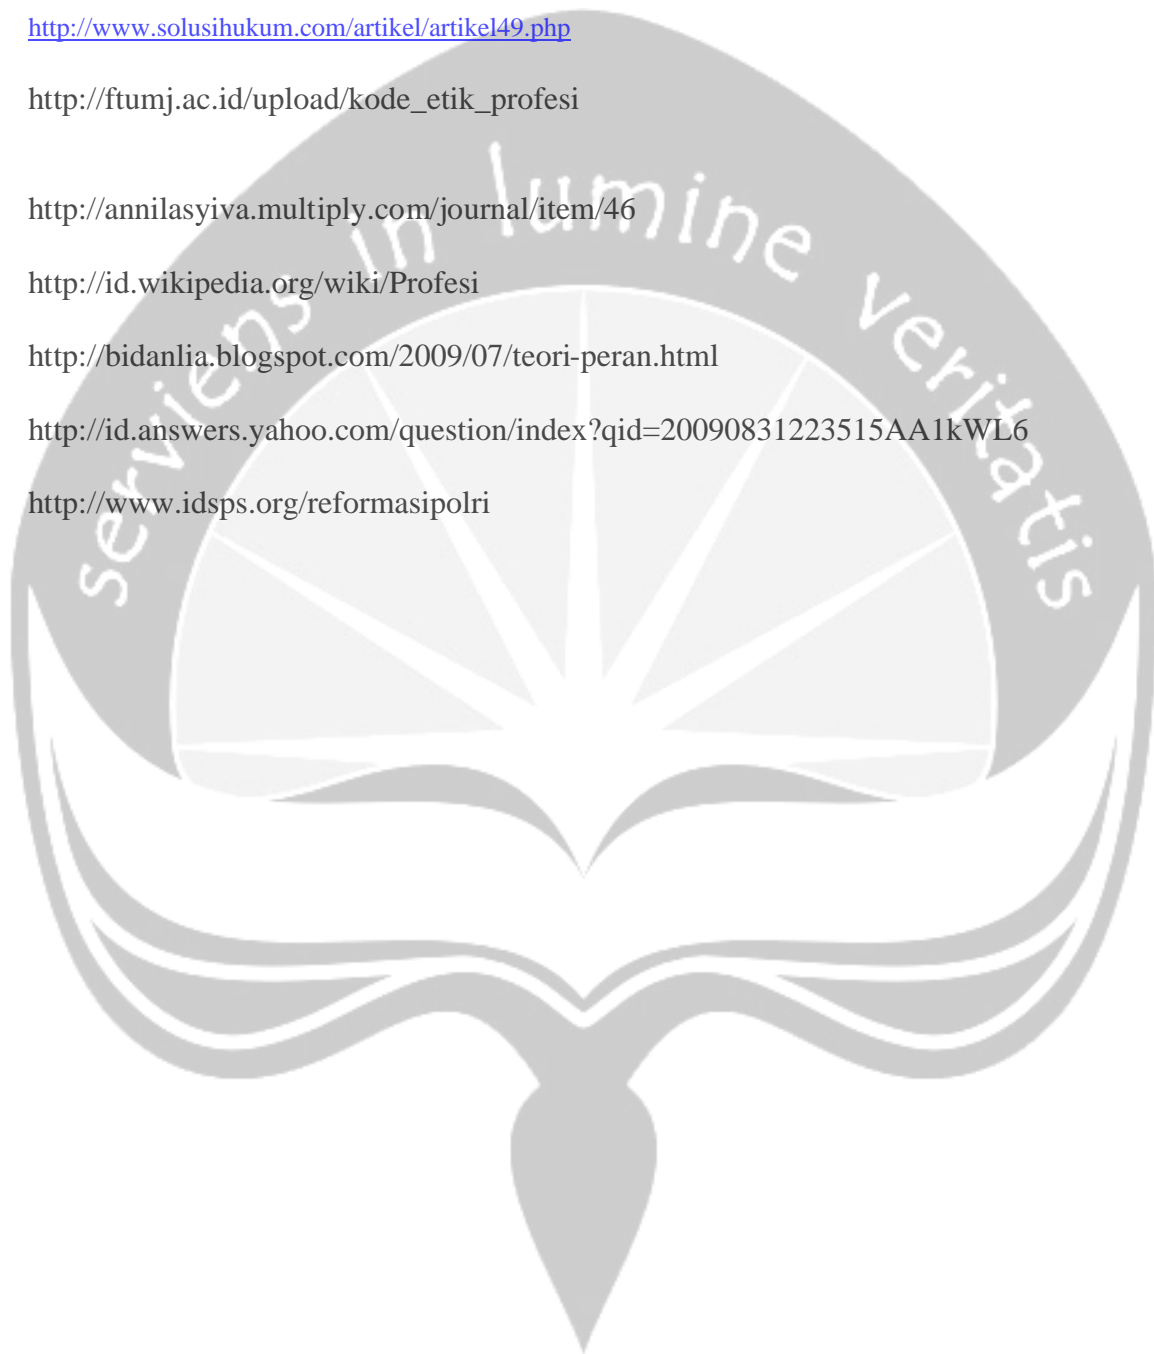 http://www.solusihukum.com/artikel/artikel49.php
http://ftumj.ac.id/upload/kode_etik_profesi
http://annilasyiva.multiply.com/journal/item/46
http://id.wikipedia.org/wiki/Profesi
http://bidanlia.blogspot.com/2009/07/teori-peran.html
http://id.answers.yahoo.com/question/index?qid=20090831223515AA1kWL6
http://www.idsps.org/reformasipolri
serviens in lumine veritatis